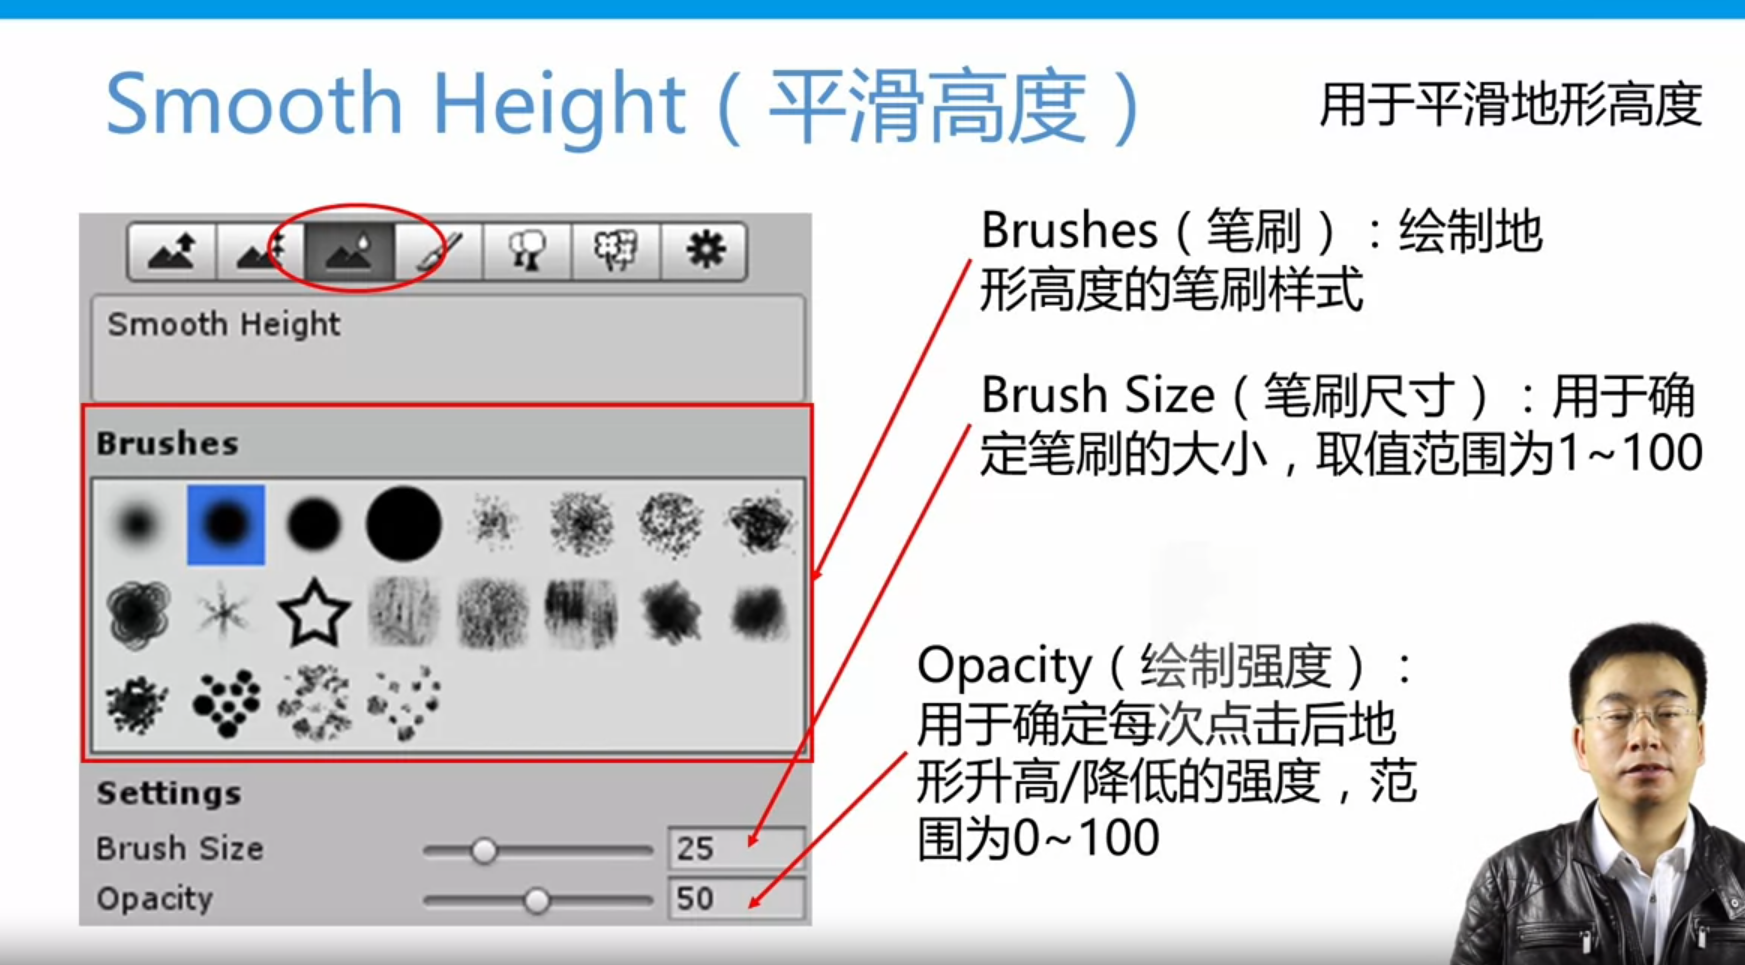 Smooth Height（平滑高度）
用于平滑地形高度
Smooth Height
Brushes
Settings
Brush Size
25
Opacity
50
Brushes（笔刷）：绘制地
形高度的笔刷样式
Brush Size（笔刷尺寸）：用于确
定笔刷的大小，取值范围为1~100
Opacity（绘制强度）：
用于确定每次点击后地
形升高/降低的强度，范
围为0~100